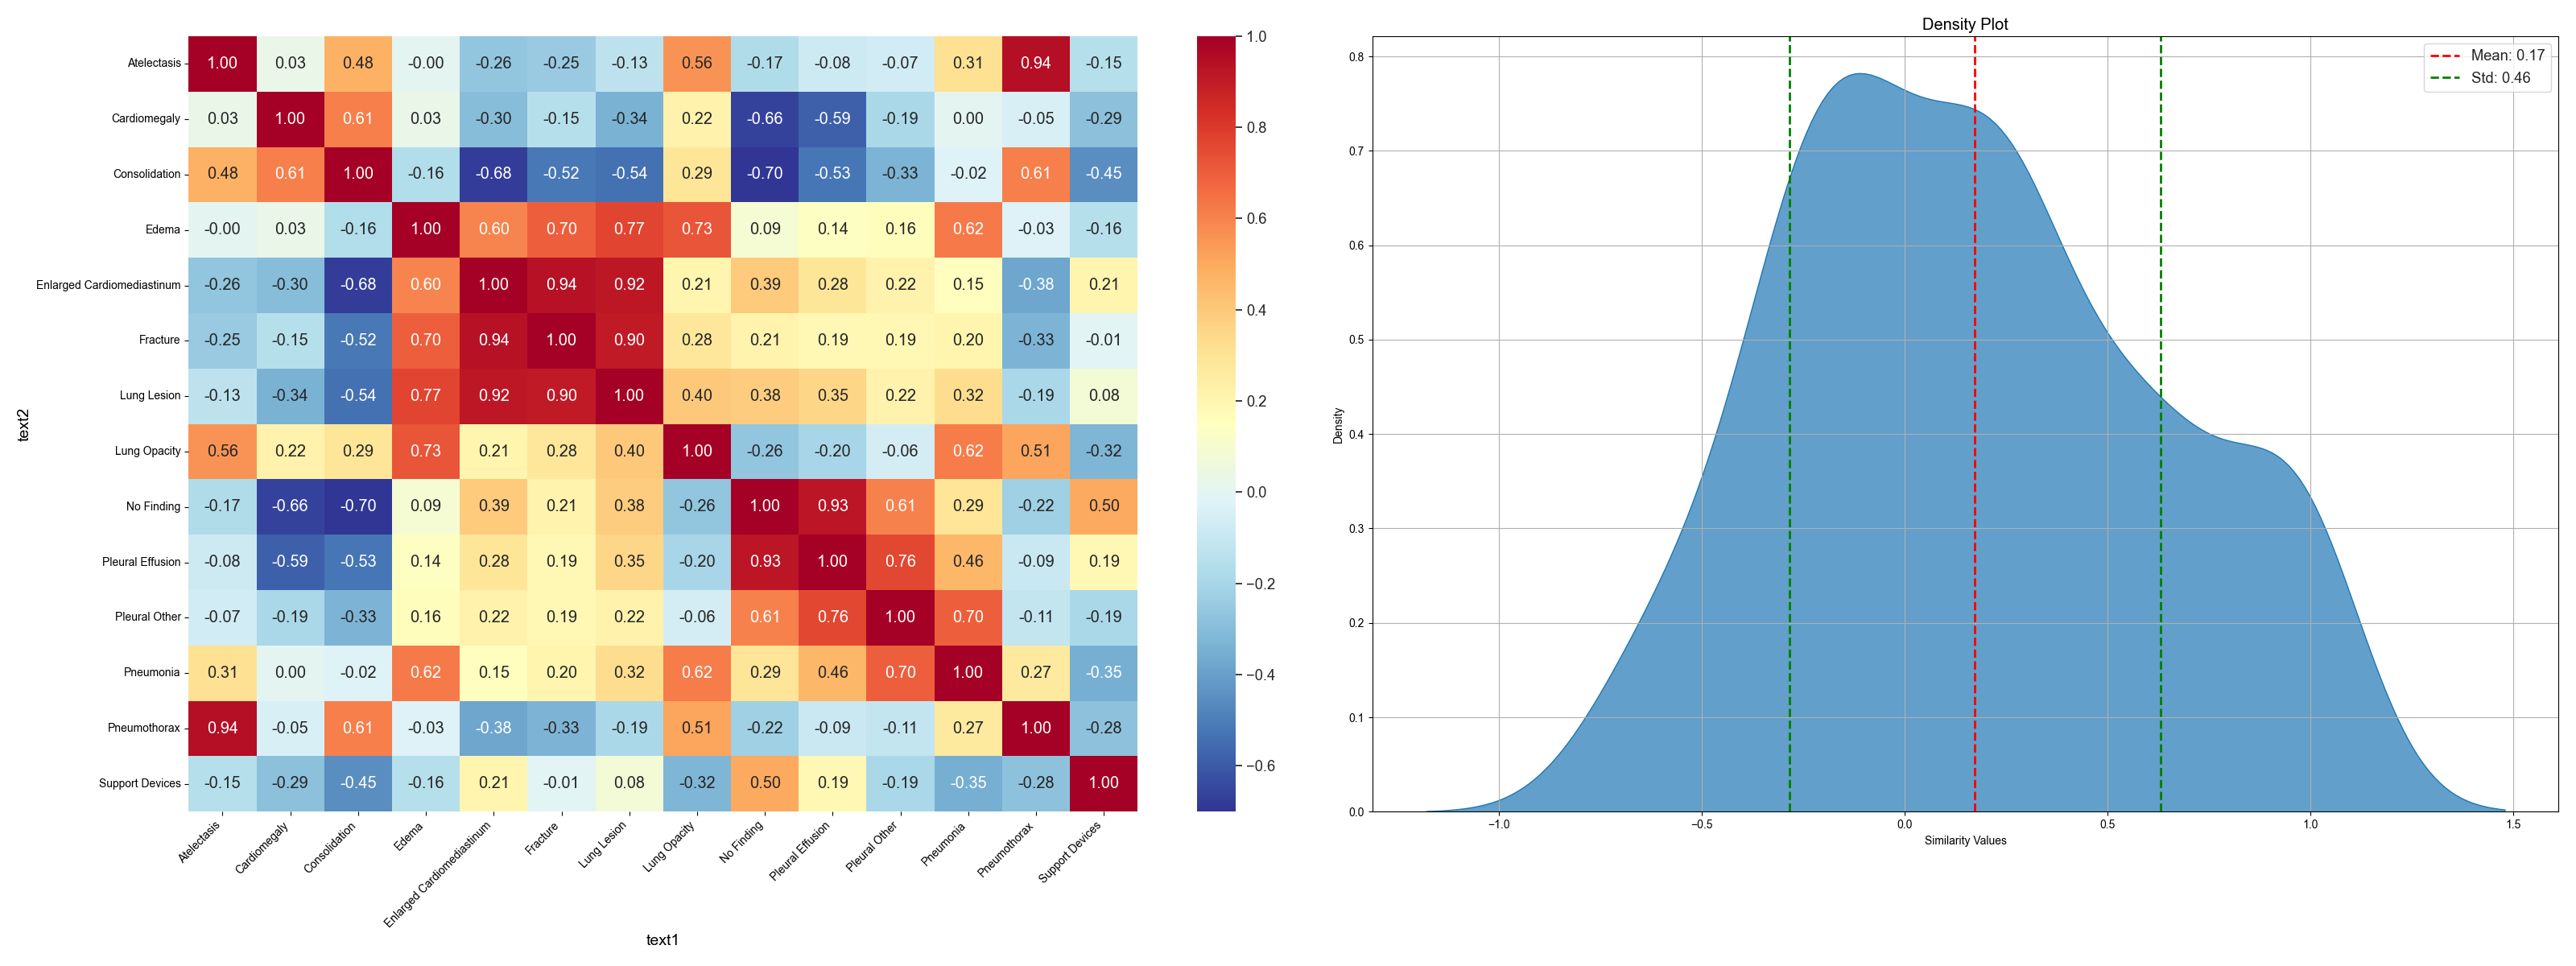 Atelectasis 1.00 0.03 0.48 -0.00 -0.26 -0.25 -0.13 0.56 -0.17 -0.08 -0.07 0.31 0.94 -0.15
Cardiomegaly 0.03 1.00 0.61 0.03 -0.30 -0.15 -0.34 0.22 -0.66 -0.59 -0.19 0.00 -0.05 -0.29
Consolidation 0.48 0.61 1.00 -0.16 -0.68 -0.52 -0.54 0.29 -0.70 -0.53 -0.33 -0.02 0.61 -0.45
Edema -0.00 0.03 -0.16 1.00 0.60 0.70 0.77 0.73 0.09 0.14 0.16 0.62 -0.03 -0.16
Enlarged Cardiomediastinum -0.26 -0.30 -0.68 0.60 1.00 0.94 0.92 0.21 0.39 0.28 0.22 0.15 -0.38 0.21
Fracture -0.25 -0.15 -0.52 0.70 0.94 1.00 0.90 0.28 0.21 0.19 0.19 0.20 -0.33 -0.01
Lung Lesion -0.13 -0.34 -0.54 0.77 0.92 0.90 1.00 0.40 0.38 0.35 0.22 0.32 -0.19 0.08
Lung Opacity 0.56 0.22 0.29 0.73 0.21 0.28 0.40 1.00 -0.26 -0.20 -0.06 0.62 0.51 -0.32
No Finding -0.17 -0.66 -0.70 0.09 0.39 0.21 0.38 -0.26 1.00 0.93 0.61 0.29 -0.22 0.50
Pleural Effusion -0.08 -0.59 -0.53 0.14 0.28 0.19 0.35 -0.20 0.93 1.00 0.76 0.46 -0.09 0.19
Pleural Other -0.07 -0.19 -0.33 0.16 0.22 0.19 0.22 -0.06 0.61 0.76 1.00 0.70 -0.11 -0.19
Pneumonia 0.31 0.00 -0.02 0.62 0.15 0.20 0.32 0.62 0.29 0.46 0.70 1.00 0.27 -0.35
Pneumothorax 0.94 -0.05 0.61 -0.03 -0.38 -0.33 -0.19 0.51 -0.22 -0.09 -0.11 0.27 1.00 -0.28
Support Devices -0.15 -0.29 -0.45 -0.16 0.21 -0.01 0.08 -0.32 0.50 0.19 -0.19 -0.35 -0.28 1.00
Atelectasis Cardiomegaly Consolidation Edema Enlarged Cardiomediastinum Fracture Lung Lesion Lung Opacity No Finding Pleural Effusion Pleural Other Pneumonia Pneumothorax Support Devices
text1
text2
1.0
0.8
0.6
0.4
0.2
0.0
−0.2
−0.4
−0.6
Density Plot
Mean: 0.17
Std: 0.46
0.8
0.7
0.6
0.5
0.4
0.3
0.2
0.1
0.0
Density
−1.0 −0.5 0.0 0.5 1.0 1.5
Similarity Values